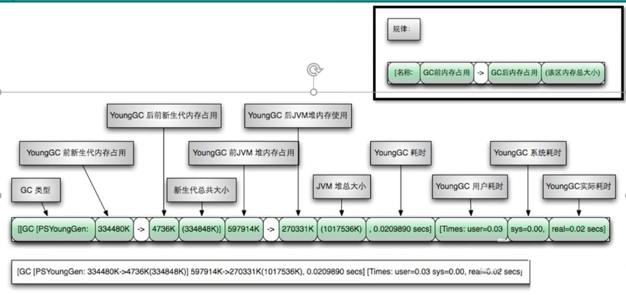 规律:
[名称: GC前内存占用 -> GC后内存占用 (该区内存总大小)
YoungGC 后前新生代内存占用 YoungGC 后JVM堆内存使用
YoungGC 前新生代内存占用 YoungGC 前JVM 堆内存占用 YoungGC 耗时 YoungGC 系统耗时
GC 类型 新生代总共大小 JVM 堆总大小 YoungGC 用户耗时 YoungGC实际耗时
[[GC [PSYoungGen: 334480K -> 4736K (334848K)] 597914K -> 270331K (1017536K) , 0.0209890 secs] [Times: user=0.03 sys=0.00, real=0.02 secs]
[GC [PSYoungGen: 334480K->4736K(334848K)] 597914K->270331K(1017536K), 0.0209890 secs] [Times: user=0.03 sys=0.00, real=0.02 secs]